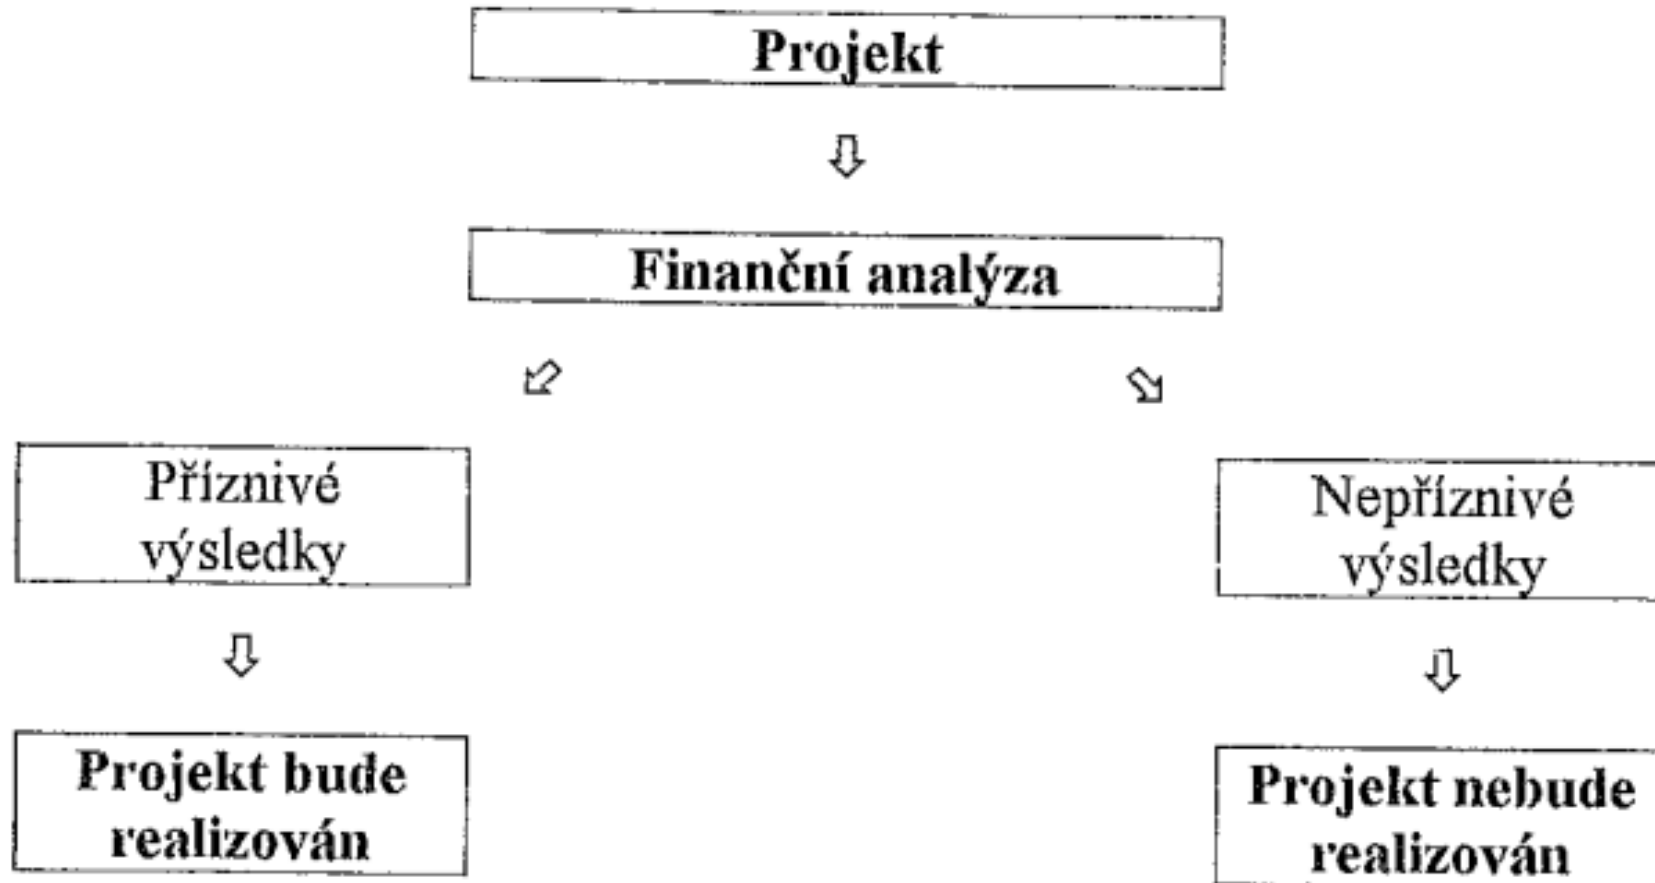 Projekt
Finanční analýza
Příznivé
výsledky
Nepříznivé
výsledky
Projekt bude
realizován
Projekt nebude
realizován